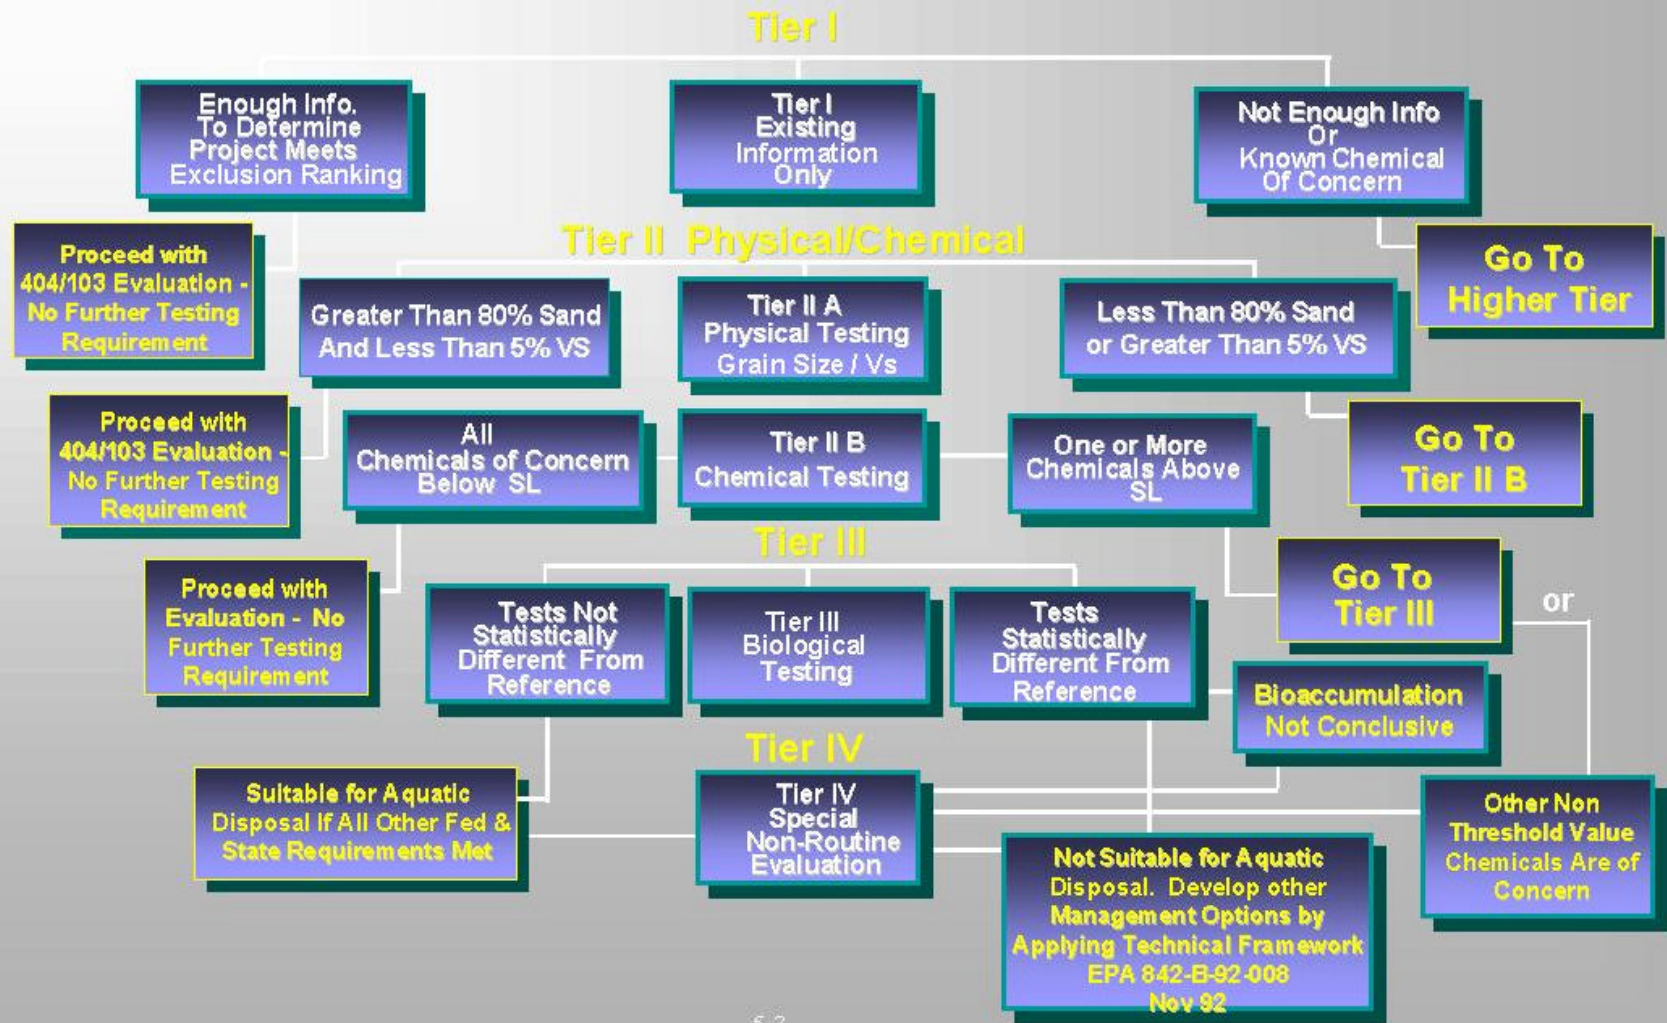 Tier I
Enough Info.
To Determine
Project Meets
Exclusion Ranking
Tier I
Existing
Information
Only
Not Enough Info
Or
Known Chemical
Of Concern
Proceed with
404/103 Evaluation -
No Further Testing
Requirement
Go To
Higher Tier
Tier II Physical/Chemical
Greater Than 80% Sand
And Less Than 5% VS
Tier II A
Physical Testing
Grain Size / Vs
Less Than 80% Sand
or Greater Than 5% VS
Proceed with
404/103 Evaluation -
No Further Testing
Requirement
Go To
Tier II B
All
Chemicals of Concern
Below SL
Tier II B
Chemical Testing
One or More
Chemicals Above
SL
Proceed with
Evaluation - No
Further Testing
Requirement
Go To
Tier III
or
Tier III
Tests Not
Statistically
Different From
Reference
Tier III
Biological
Testing
Tests
Statistically
Different From
Reference
Bioaccumulation
Not Conclusive
Tier IV
Suitable for Aquatic
Disposal If All Other Fed &
State Requirements Met
Tier IV
Special
Non-Routine
Evaluation
Not Suitable for Aquatic
Disposal. Develop other
Management Options by
Applying Technical Framework
EPA 842-B-92-008
Nov 92
Other Non
Threshold Value
Chemicals Are of
Concern